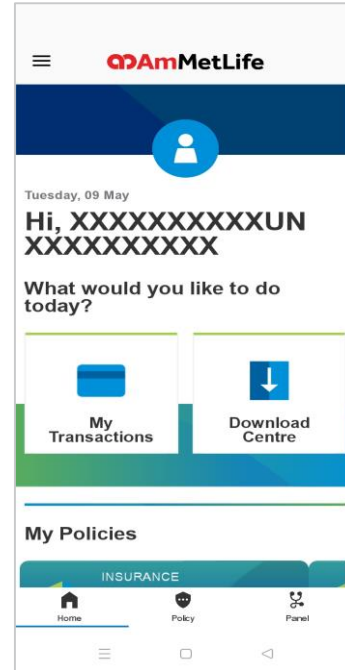 AmMetLife
Tuesday, 09 May
Hi, XXXXXXXXXXUN
XXXXXXXXXX
What would you like to do
today?
My
Transactions
Download
Centre
My Policies
INSURANCE
Home
Policy
Panel